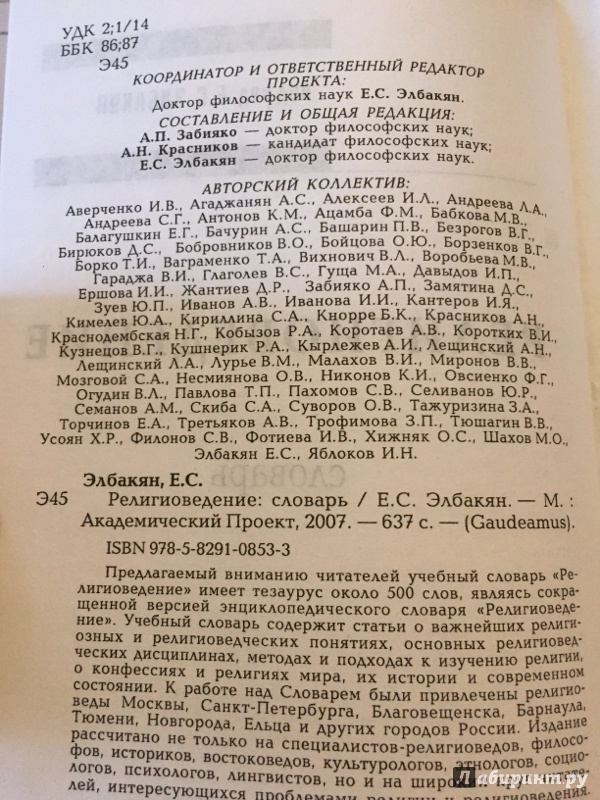 УДК 2;1/14
ББК 86;87
Э45
КООРДИНАТОР И ОТВЕТСТВЕННЫЙ РЕДАКТОР
ПРОЕКТА:
Доктор философских наук Е.С. Элбакян.
СОСТАВЛЕНИЕ И ОБЩАЯ РЕДАКЦИЯ:
А.П. Забияко — доктор философских наук;
А.Н. Красников — кандидат философских наук;
Е.С. Элбакян — доктор философских наук.
АВТОРСКИЙ КОЛЛЕКТИВ:
Аверченко И.В., Агаджанян А.С., Алексеев И.Л., Андреева Л.А.,
Андреева С.Г., Антонов К.М., Ацамба Ф.М., Бабкова М.В.,
Балагушкин Е.Г., Бачурин А.С., Башарин П.В., Безрогов В.Г.,
Бирюков Д.С., Бобровников В.О., Бойцова О.Ю., Борзенков В.Г.,
Борко Т.И., Ваграменко Т.А., Вихнович В.Л., Воробьева М.В.,
Гараджа В.И., Глаголев В.С., Гуща М.А., Давыдов И.П.,
Ершова И.И., Жантиев Д.Р., Забияко А.П., Замятина Д.С.,
Зуев Ю.П., Иванов А.В., Иванова И.И., Кантеров И.Я.,
Кимелев Ю.А., Кириллина С.А., Кнорре Б.К., Красников А.Н.,
Краснодембская Н.Г., Кобызов Р.А., Коротаев А.В., Коротких В.И.,
Кузнецов В.Г., Кушнерик Р.А., Кырлежев А.И., Лещинский А.Н.,
Лещинский Л.А., Лурье В.М., Малахов В.И., Миронов В.В.,
Мозговой С.А., Несмиянова О.В., Никонов К.И., Овсиенко Ф.Г.,
Огудин В.Л., Павлова Т.П., Пахомов С.В., Селиванов Ю.Р.,
Семанов А.М., Скиба С.А., Суворов О.В., Тажуризина З.А.,
Торчинов Е.А., Третьяков А.В., Трофимова З.П., Тюшагин В.В.,
Усоян Х.Р., Филонов С.В., Фотиева И.В., Хижняк О.С., Шахов М.О.,
Элбакян Е.С., Яблоков И.Н.
Элбакян, Е.С.
Э45 Религиоведение: словарь / Е.С. Элбакян. — М. :
Академический Проект, 2007. — 637 с. — (Gaudeamus).
ISBN 978-5-8291-0853-3
Предлагаемый вниманию читателей учебный словарь «Ре-
лигиоведение» имеет тезаурус около 500 слов, являясь сокра-
щенной версией энциклопедического словаря «Религиоведе-
ние». Учебный словарь содержит статьи о важнейших религи-
озных и религиоведческих понятиях, основных религиовед-
ческих дисциплинах, методах и подходах к изучению религии,
о конфессиях и религиях мира, их истории и современном
состоянии. К работе над Словарем были привлечены религио-
веды Москвы, Санкт-Петербурга, Благовещенска, Барнаула,
Тюмени, Новгорода, Ельца и других городов России. Издание
рассчитано не только на специалистов-религиоведов, филосо-
фов, историков, востоковедов, культурологов, этнологов, социо-
логов, психологов, лингвистов, но и на широкий
лей, интересующихся проблемами религии и религиоведения.
Лабиринт.ру
СЛОВАРЬ